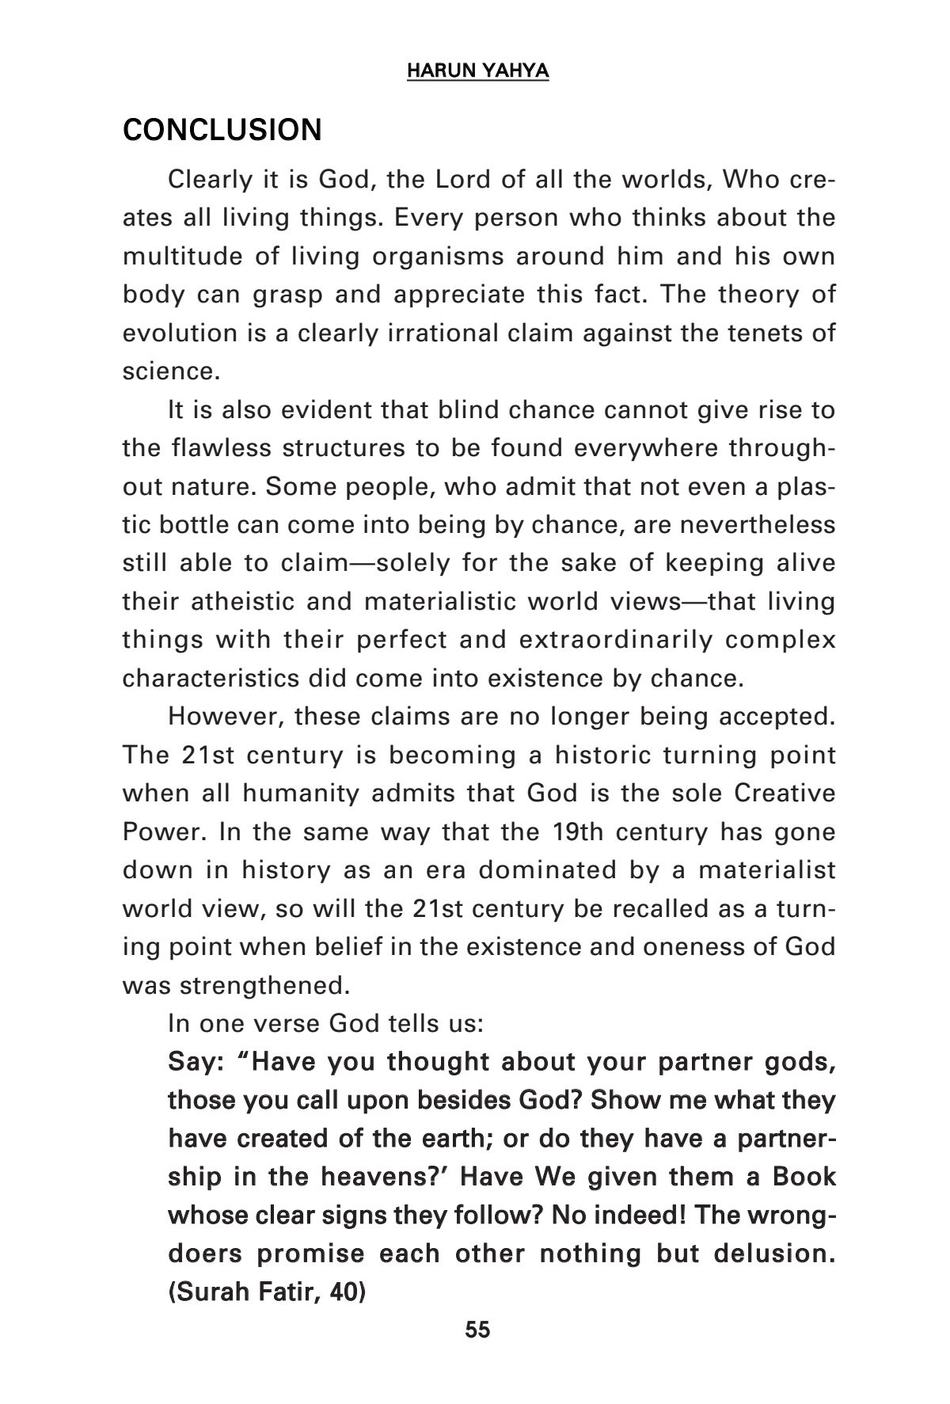 HARUN YAHYA
CONCLUSION
Clearly it is God, the Lord of all the worlds, Who cre-
ates all living things. Every person who thinks about the
multitude of living organisms around him and his own
body can grasp and appreciate this fact. The theory of
evolution is a clearly irrational claim against the tenets of
science.
It is also evident that blind chance cannot give rise to
the flawless structures to be found everywhere through-
out nature. Some people, who admit that not even a plas-
tic bottle can come into being by chance, are nevertheless
still able to claim—solely for the sake of keeping alive
their atheistic and materialistic world views—that living
things with their perfect and extraordinarily complex
characteristics did come into existence by chance.
However, these claims are no longer being accepted.
The 21st century is becoming a historic turning point
when all humanity admits that God is the sole Creative
Power. In the same way that the 19th century has gone
down in history as an era dominated by a materialist
world view, so will the 21st century be recalled as a turn-
ing point when belief in the existence and oneness of God
was strengthened.
In one verse God tells us:
Say: “Have you thought about your partner gods,
those you call upon besides God? Show me what they
have created of the earth; or do they have a partner-
ship in the heavens?’ Have We given them a Book
whose clear signs they follow? No indeed! The wrong-
doers promise each other nothing but delusion.
(Surah Fatir, 40)
55